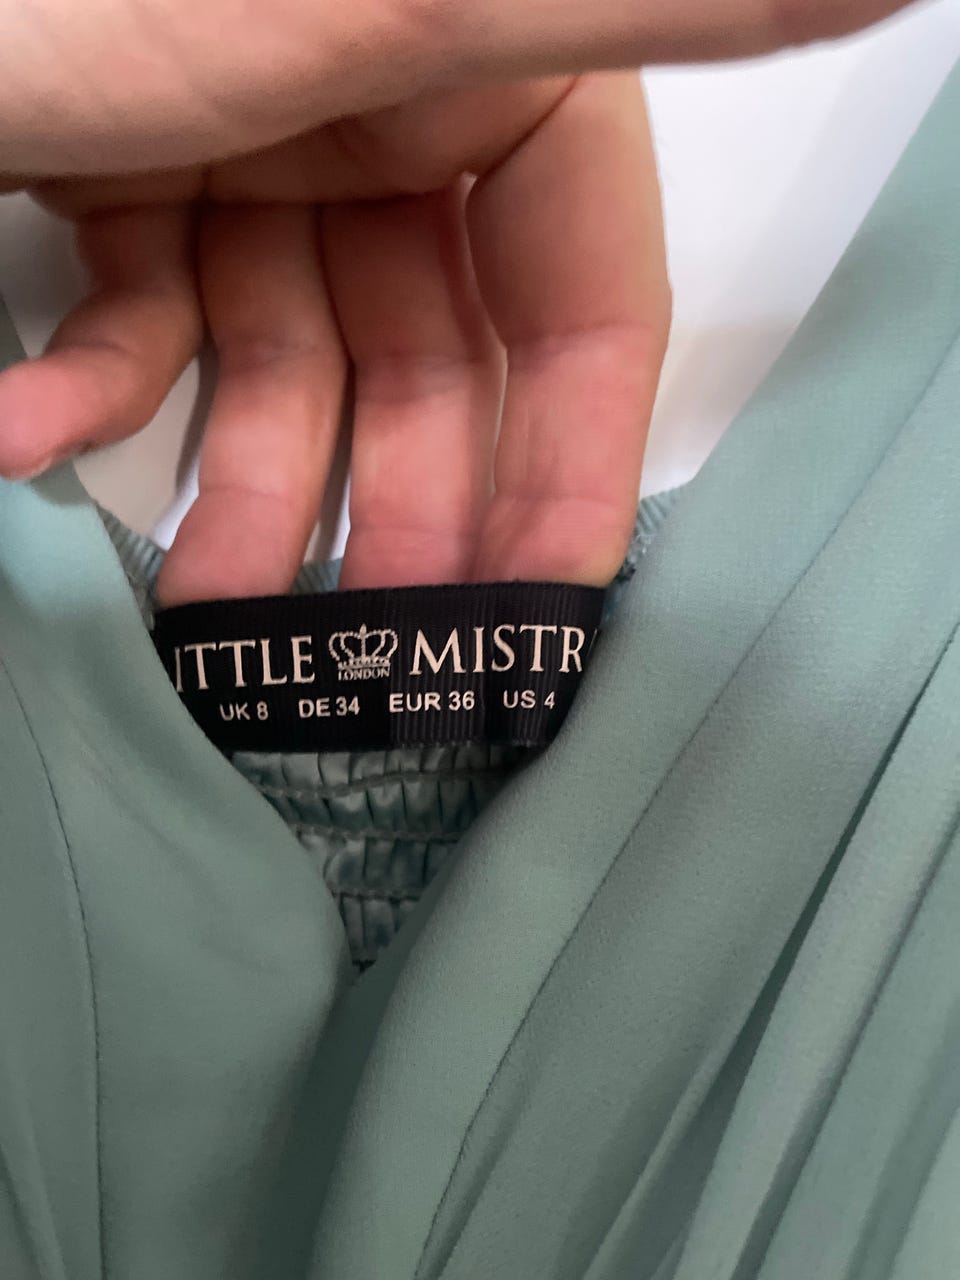 ITTLE LONDON MISTR
UK 8 DE 34 EUR 36 US 4